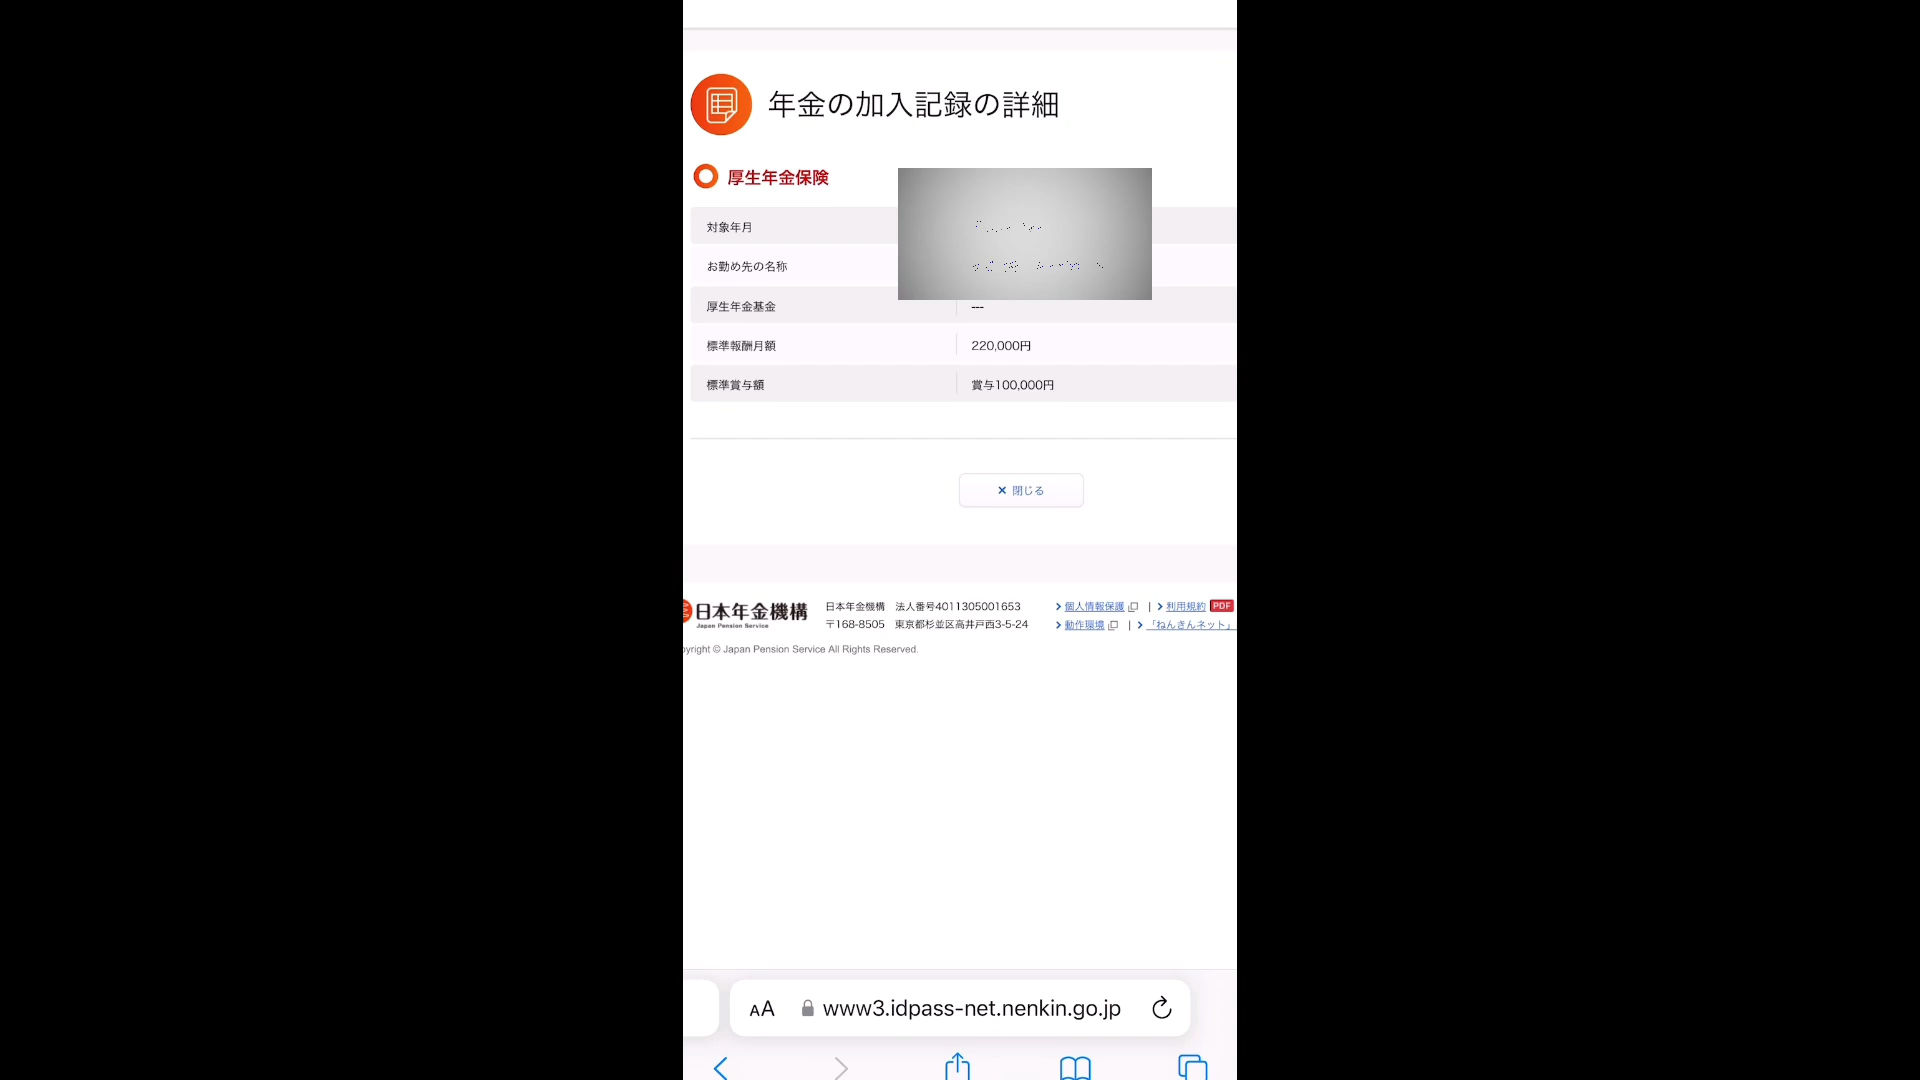 年金の加入記録の詳細
厚生年金保険
対象年月
お勤め先の名称
厚生年金基金 ---
標準報酬月額 220,000円
標準賞与額 賞与100,000円
× 閉じる
日本年金機構
Japan Pension Service
日本年金機構 法人番号4011305001653
〒168-8505 東京都杉並区高井戸西3-5-24
個人情報保護 | 利用規約 PDF
動作環境 | 「ねんきんネット」
yright © Japan Pension Service All Rights Reserved.
AA www3.idpass-net.nenkin.go.jp